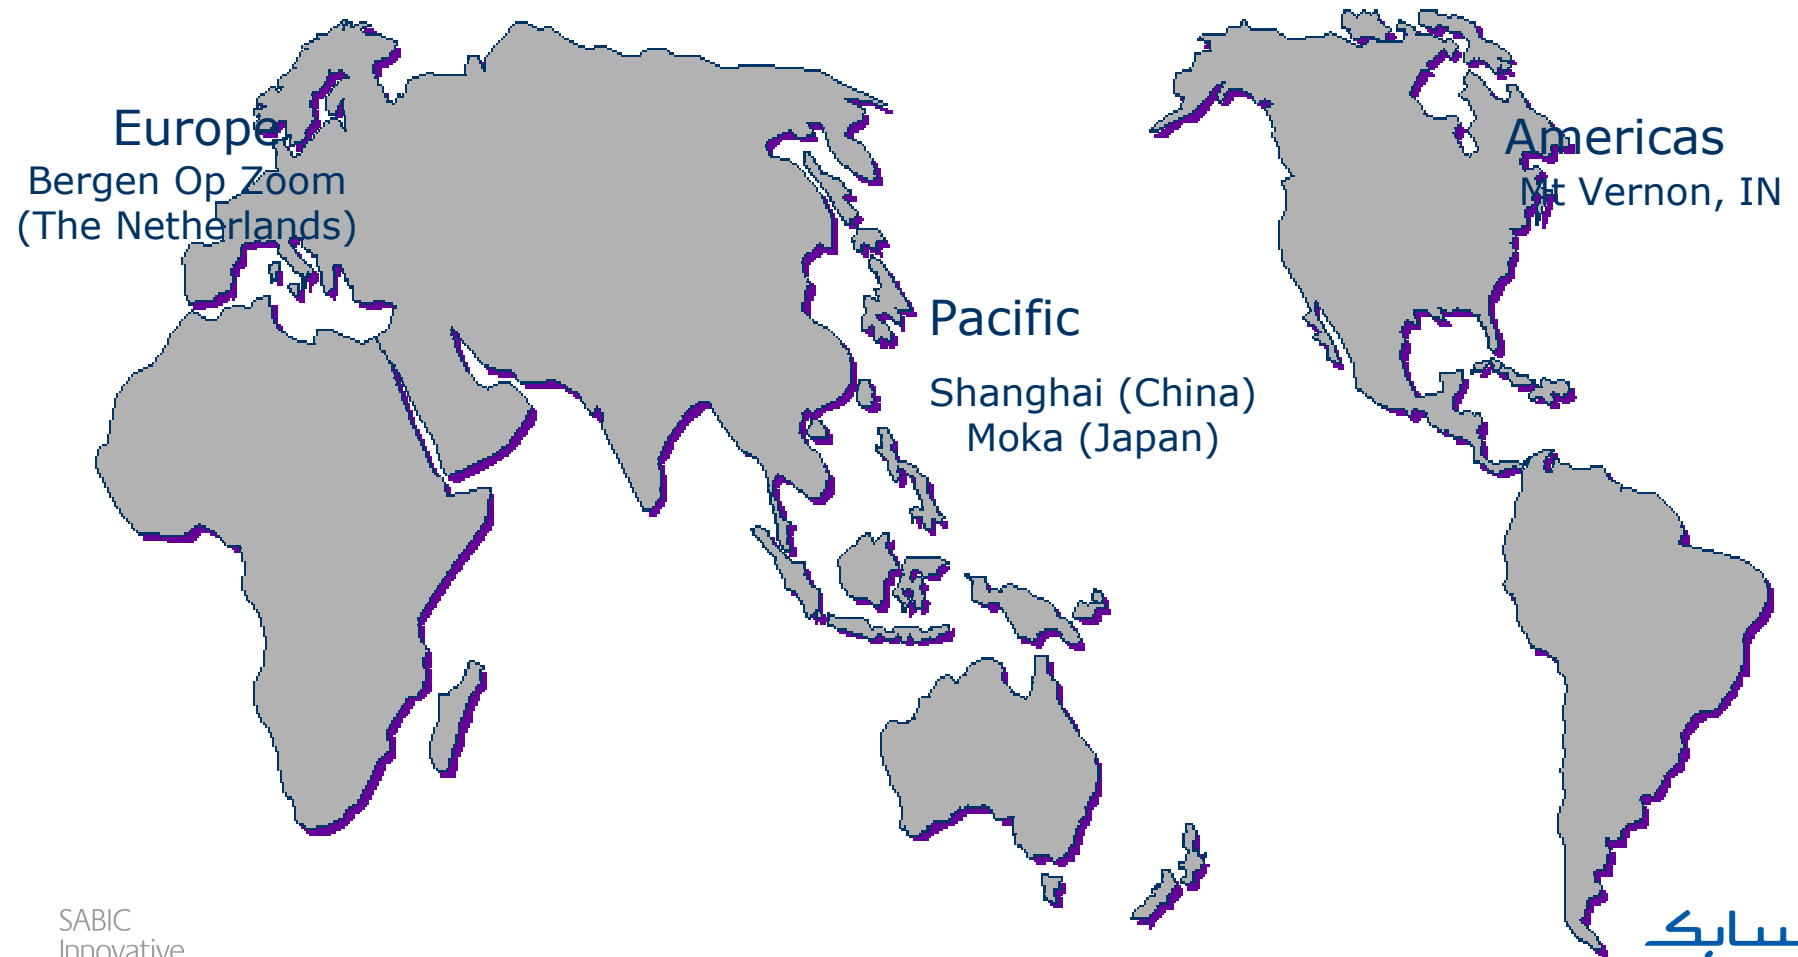 Europe
Bergen Op Zoom
(The Netherlands)
Americas
Mt Vernon, IN
Pacific
Shanghai (China)
Moka (Japan)
SABIC
Innovative
سابك